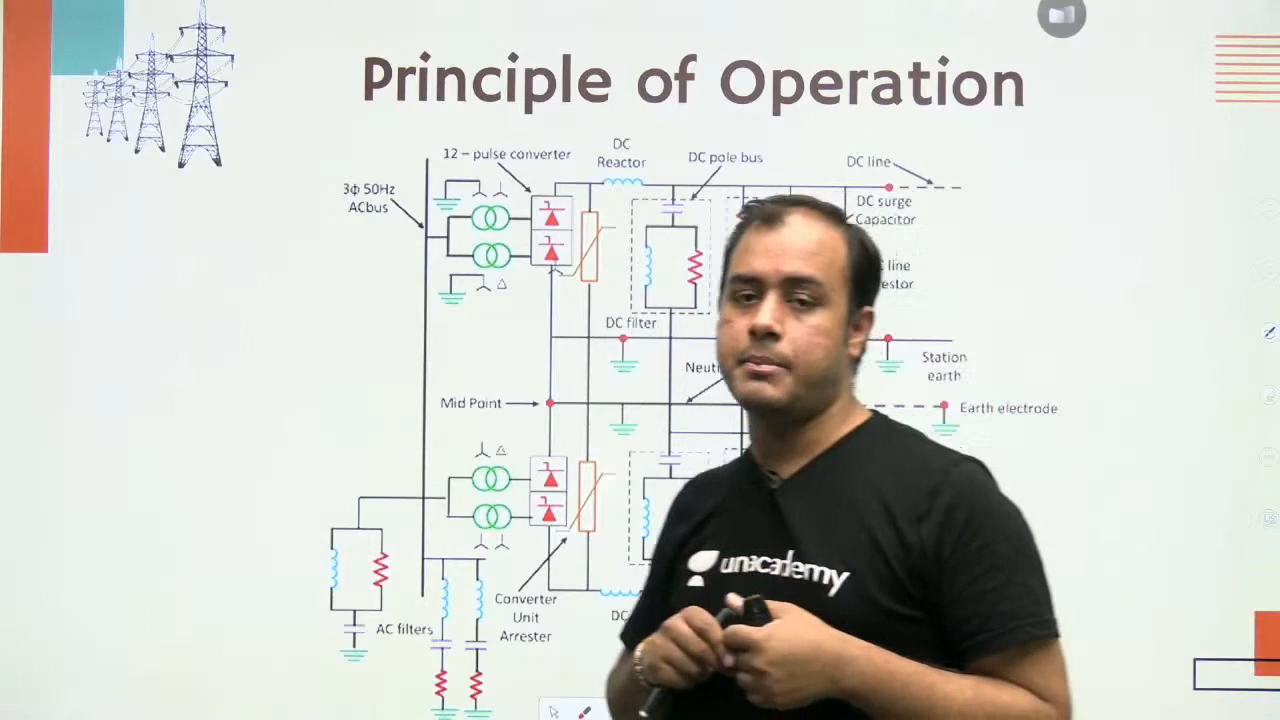 Principle of Operation
DC
Reactor
12 – pulse converter
DC pole bus
DC line
3ϕ 50Hz
ACbus
DC surge
Capacitor
line
DC filter
Station
earth
Mid Point
Earth electrode
unacademy
Converter
Unit
Arrester
AC filters